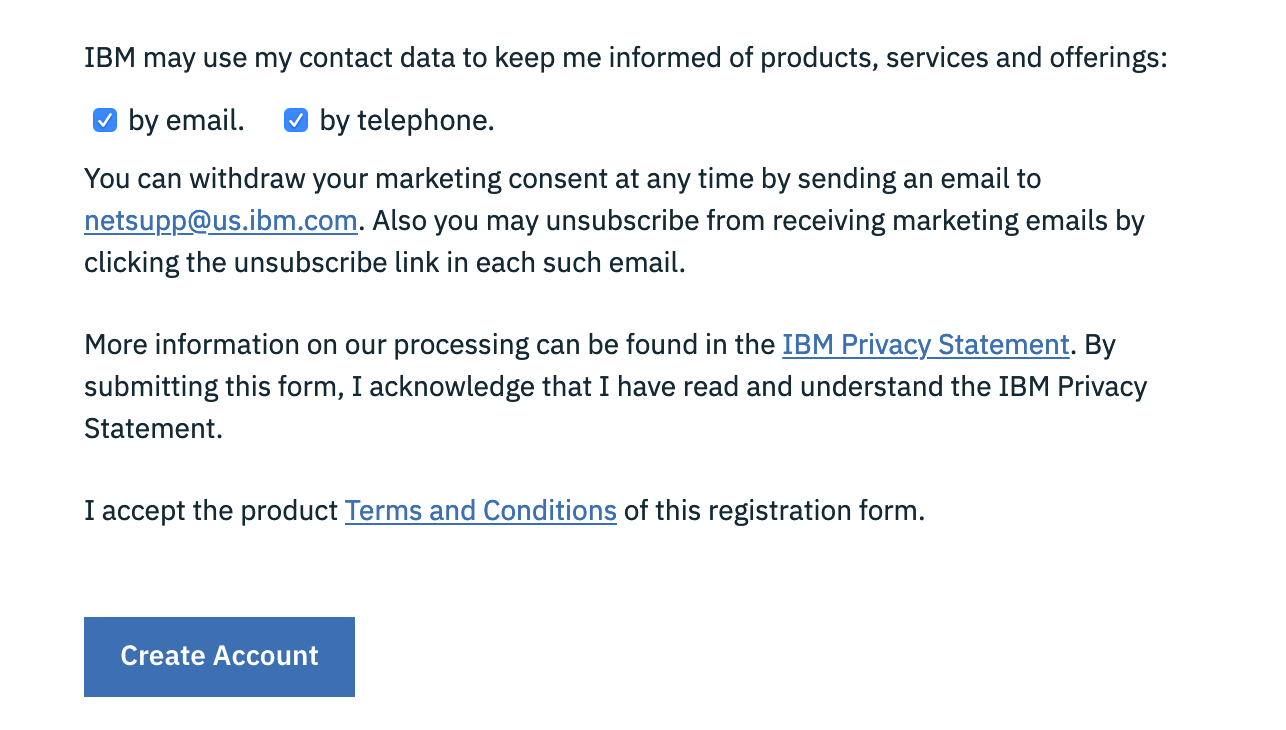 IBM may use my contact data to keep me informed of products, services and offerings:
by email. by telephone.
You can withdraw your marketing consent at any time by sending an email to
netsupp@us.ibm.com. Also you may unsubscribe from receiving marketing emails by
clicking the unsubscribe link in each such email.
More information on our processing can be found in the IBM Privacy Statement. By
submitting this form, I acknowledge that I have read and understand the IBM Privacy
Statement.
I accept the product Terms and Conditions of this registration form.
Create Account